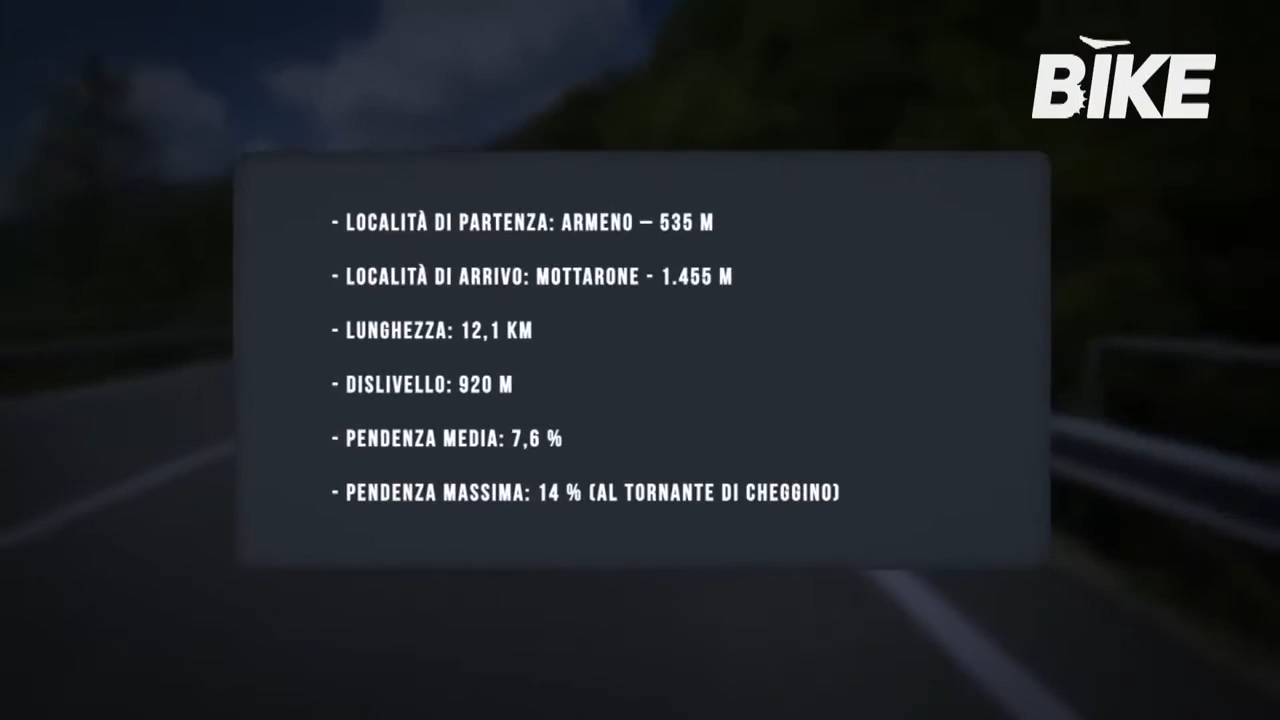 BIKE
- LOCALITÀ DI PARTENZA: ARMENO – 535 M
- LOCALITÀ DI ARRIVO: MOTTARONE - 1.455 M
- LUNGHEZZA: 12,1 KM
- DISLIVELLO: 920 M
- PENDENZA MEDIA: 7,6 %
- PENDENZA MASSIMA: 14 % (AL TORNANTE DI CHEGGINO)